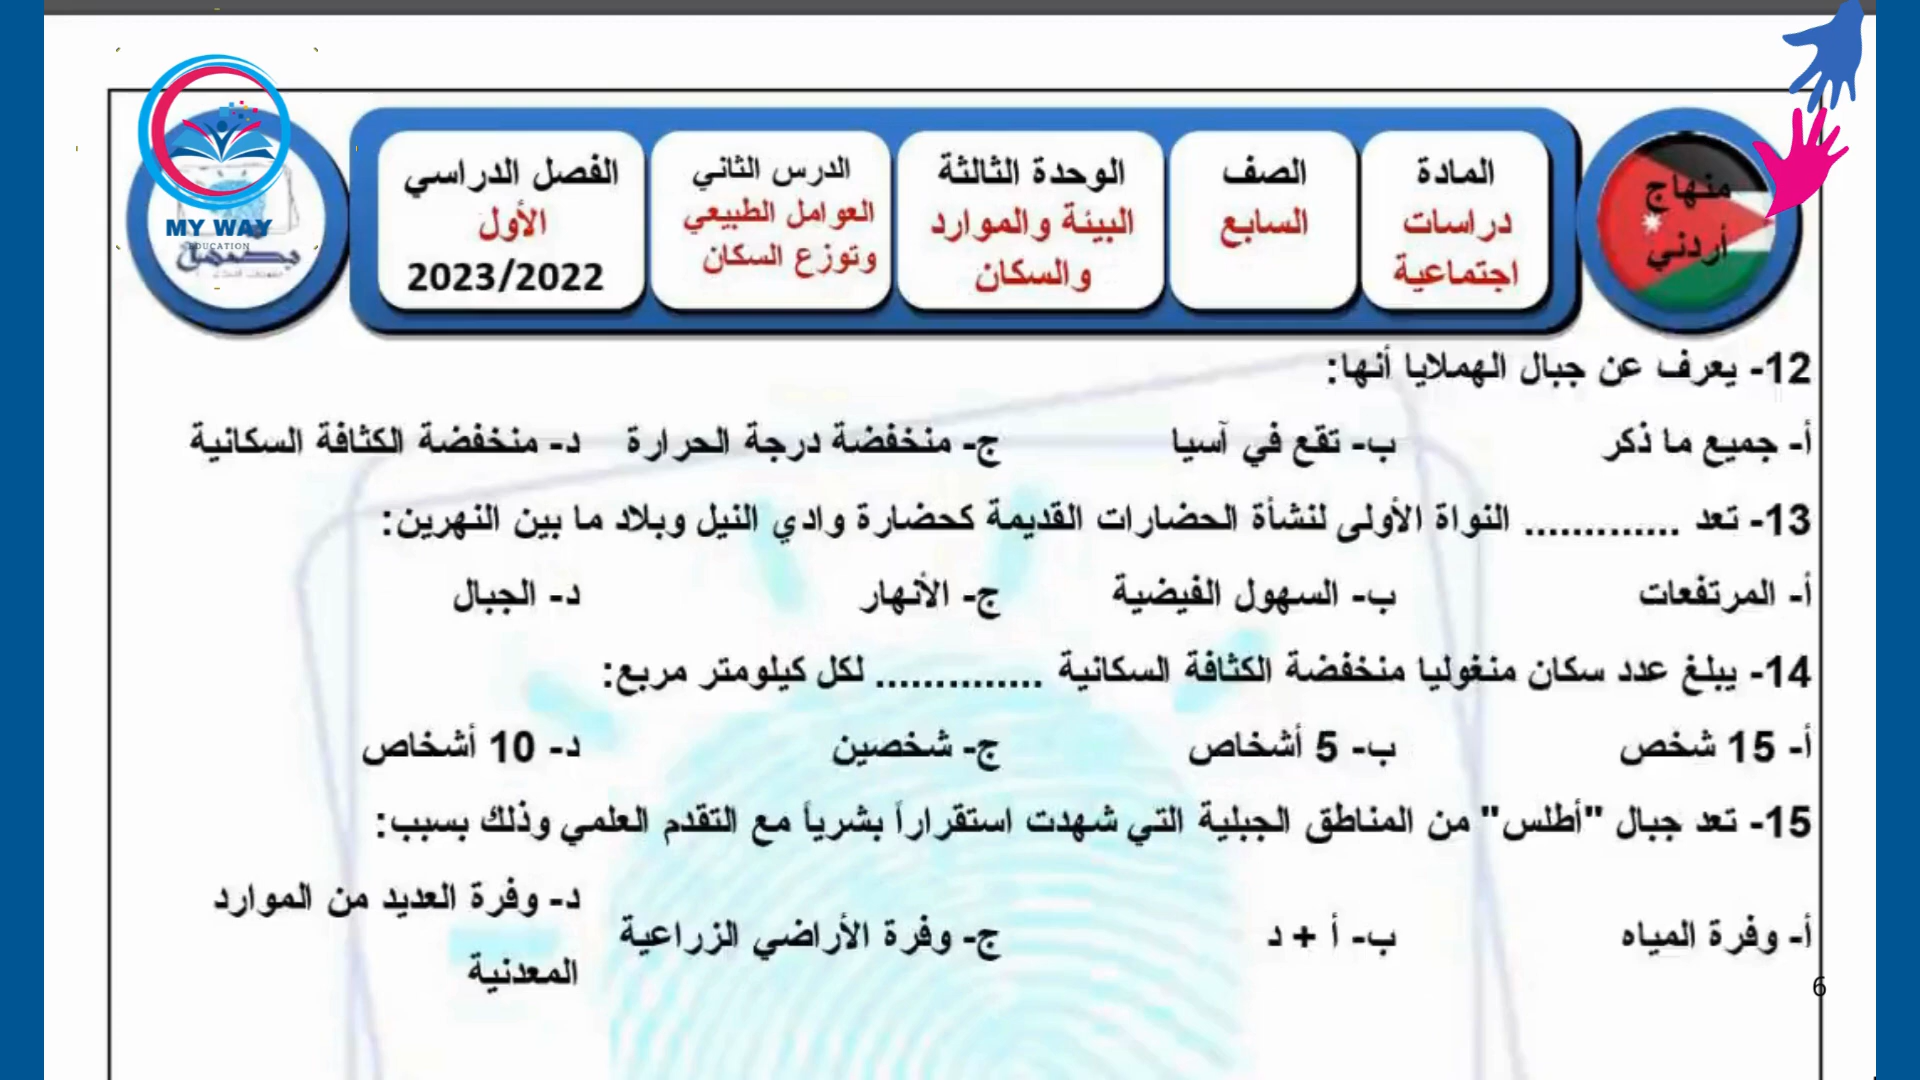 MY WAY
EDUCATION
بصمة
منهاج
أردني
المادة
دراسات
اجتماعية
الصف
السابع
الوحدة الثالثة
البيئة والموارد
والسكان
الدرس الثاني
العوامل الطبيعي
وتوزع السكان
الفصل الدراسي
الأول
2023/2022
12- يعرف عن جبال الهملايا أنها:
أ- جميع ما ذكر ب- تقع في آسيا ج- منخفضة درجة الحرارة د- منخفضة الكثافة السكانية
13- تعد ............. النواة الأولى لنشأة الحضارات القديمة كحضارة وادي النيل وبلاد ما بين النهرين:
أ- المرتفعات ب- السهول الفيضية ج- الأنهار د- الجبال
14- يبلغ عدد سكان منغوليا منخفضة الكثافة السكانية .............. لكل كيلومتر مربع:
أ- 15 شخص ب- 5 أشخاص ج- شخصين د- 10 أشخاص
15- تعد جبال "أطلس" من المناطق الجبلية التي شهدت استقراراً بشرياً مع التقدم العلمي وذلك بسبب:
أ- وفرة المياه ب- أ + د ج- وفرة الأراضي الزراعية د- وفرة العديد من الموارد
المعدنية
6